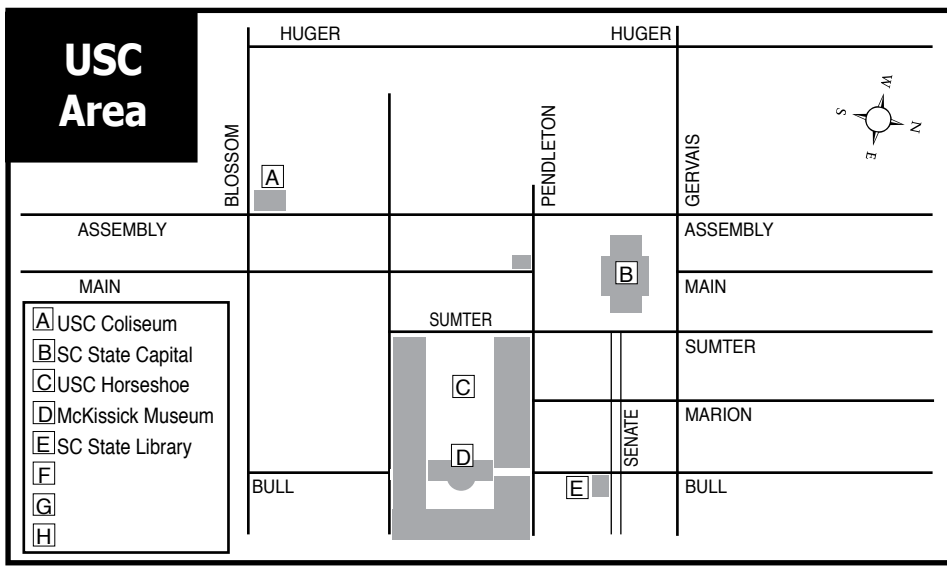 USC
Area
HUGER
HUGER
W
N
S
E
BLOSSOM
PENDLETON
GERVAIS
A
ASSEMBLY
ASSEMBLY
B
MAIN
MAIN
SUMTER
SUMTER
C
MARION
SENATE
D
BULL
E
BULL
A USC Coliseum
B SC State Capital
C USC Horseshoe
D McKissick Museum
E SC State Library
F
G
H